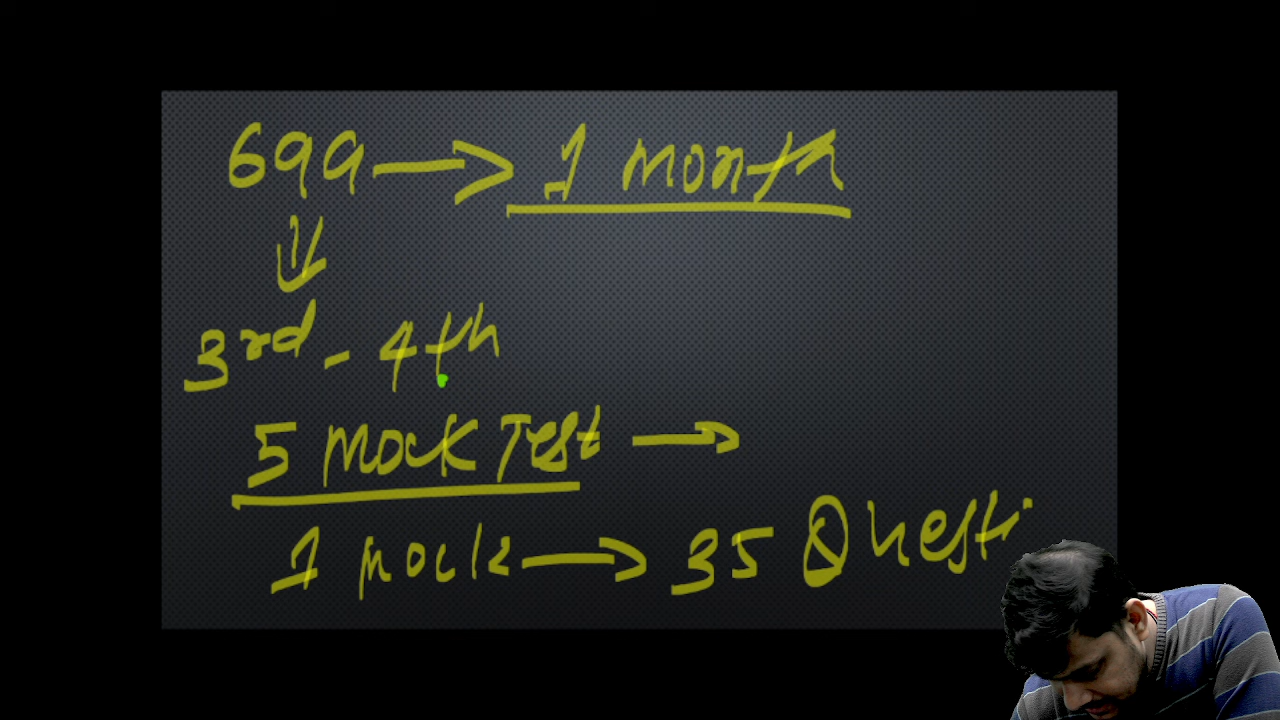 699 → 1 month
3rd - 4th
5 Mock Test →
1 mock → 35 Questi